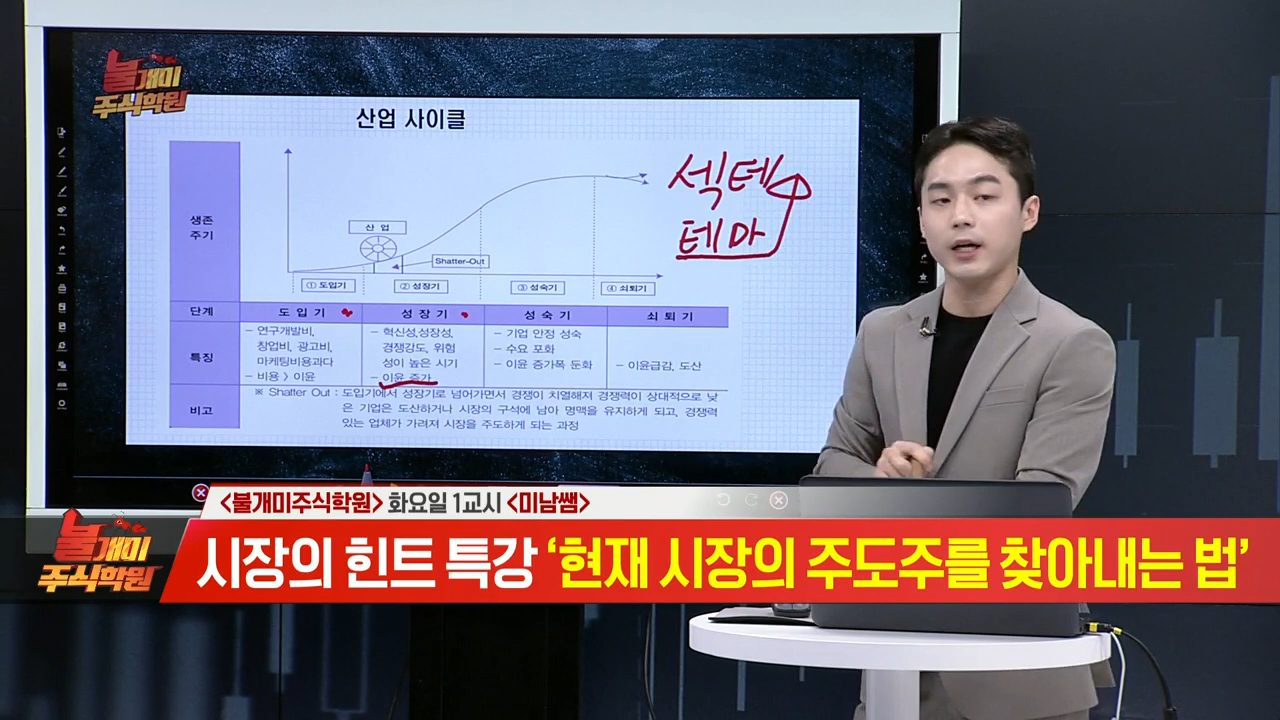 불개미
주식학원
산업 사이클
생존
주기
산 업
Shatter-Out
① 도입기
② 성장기
③ 성숙기
④ 쇠퇴기
섹테
테마
단계
도 입 기
성 장 기
성 숙 기
쇠 퇴 기
특징
- 연구개발비,
창업비, 광고비,
마케팅비용과다
- 비용 > 이윤
- 혁신성,성장성,
경쟁강도, 위험
성이 높은 시기
- 이윤 증가
- 기업 안정 성숙
- 수요 포화
- 이윤 증가폭 둔화
- 이윤급감, 도산
비고
※ Shatter Out : 도입기에서 성장기로 넘어가면서 경쟁이 치열해져 경쟁력이 상대적으로 낮
은 기업은 도산하거나 시장의 구석에 남아 명맥을 유지하게 되고, 경쟁력
있는 업체가 가려져 시장을 주도하게 되는 과정
<불개미주식학원> 화요일 1교시 <미남쌤>
불개미
주식학원
시장의 힌트 특강 ‘현재 시장의 주도주를 찾아내는 법’